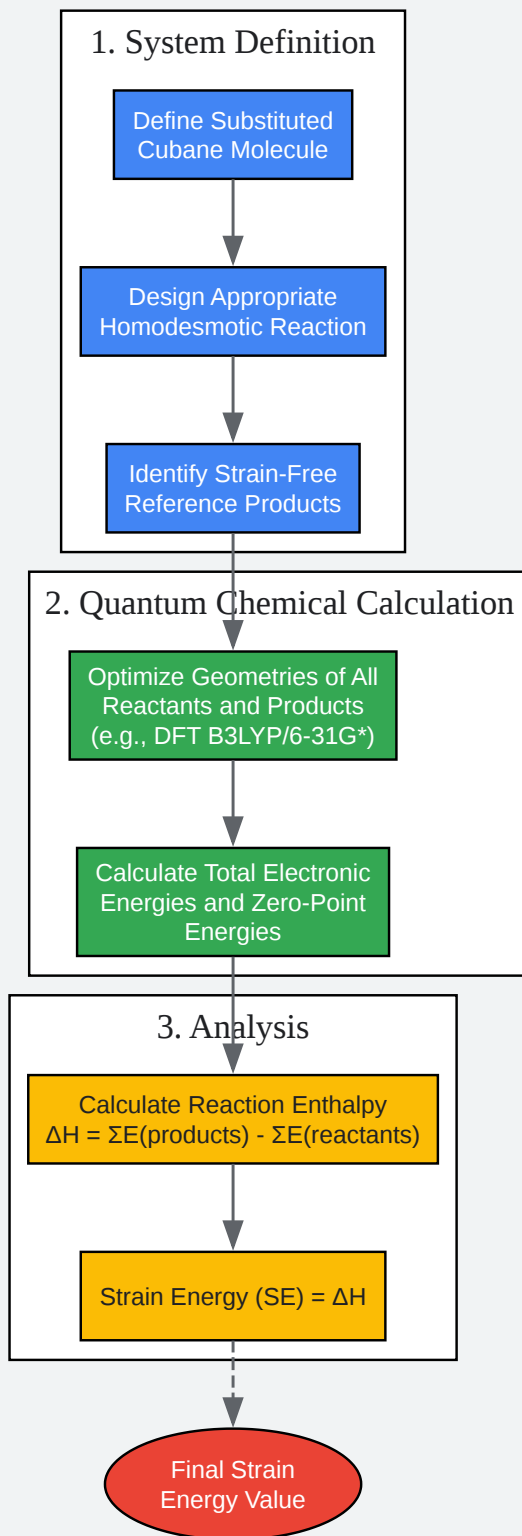 1. System Definition
Define Substituted
Cubane Molecule
Design Appropriate
Homodesmotic Reaction
Identify Strain-Free
Reference Products
2. Quantum Chemical Calculation
Optimize Geometries of All
Reactants and Products
(e.g., DFT B3LYP/6-31G*)
Calculate Total Electronic
Energies and Zero-Point
Energies
3. Analysis
Calculate Reaction Enthalpy
ΔH = ΣE(products) - ΣE(reactants)
Strain Energy (SE) = ΔH
Final Strain
Energy Value